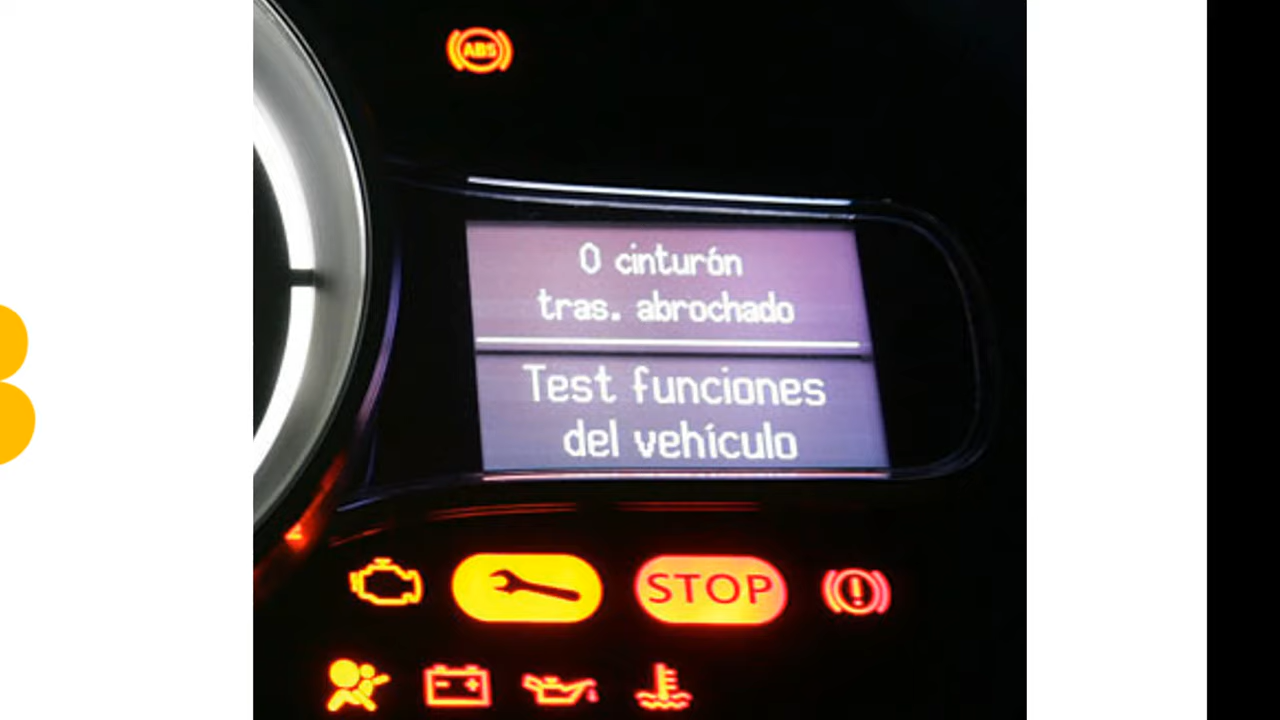 ABS
0 cinturón
tras. abrochado
Test funciones
del vehículo
STOP